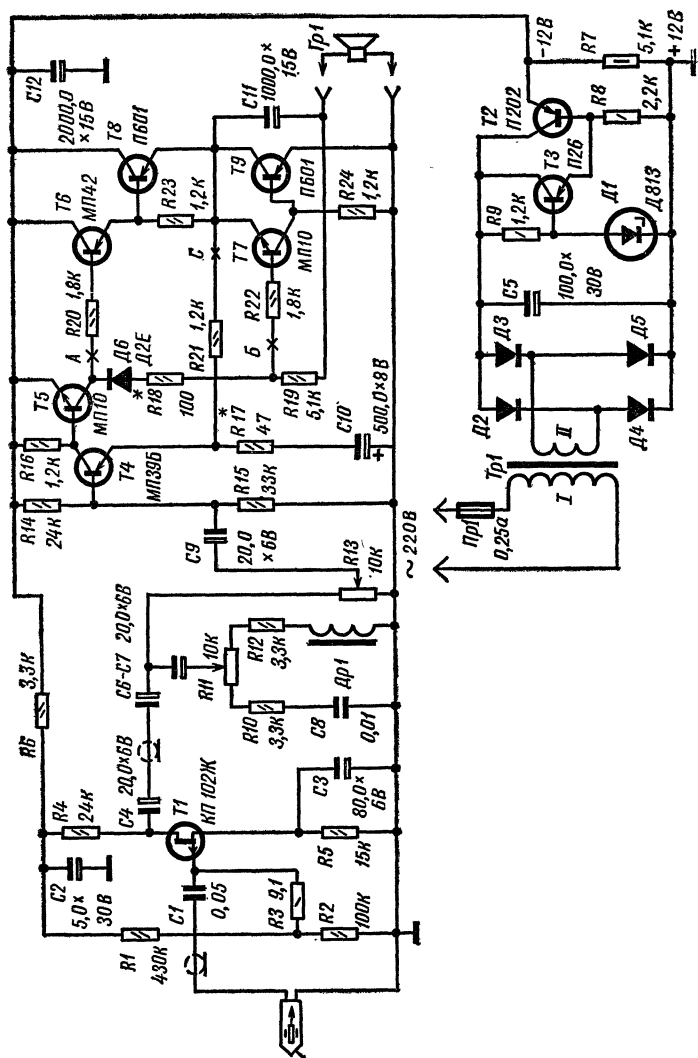 R1
430К
С2
5,0×
30В
R4
24К
R6
3,3К
С1
0,05
R3 9,1
R2
100К
Т1
КП 102Ж
С4
20,0×6В
R5
15К
С3
80,0×
6В
С6-С7
20,0×6В
R11
10К
R10
3,3К
R12
3,3К
С8
0,01
Др1
R13
10К
С9
20,0
×6В
R14
24К
R16
1,2К
Т4
МП39Б
R15
33К
Т5
МП10
А
Д6
Д2Е
*
R18
100
*
R17
47
С10
500,0×8В
+
R19
5,1К
Б
R20
1,8К
R21
1,2К
R22
1,8К
С
Т6
МП42
Т7
МП10
R23
1,2К
R24
1,2К
Т8
П601
Т9
П601
С12
2000,0
×15В
С11
1000,0×
15В
Гр1
~ 220В
Пр1
0,25а
Тр1
I
II
Д2
Д3
Д4
Д5
С5
100,0×
30В
R9
1,2К
Т3
П26
Д1
Д813
Т2
П202
R8
2,2К
R7
5,1К
−12В
+12В